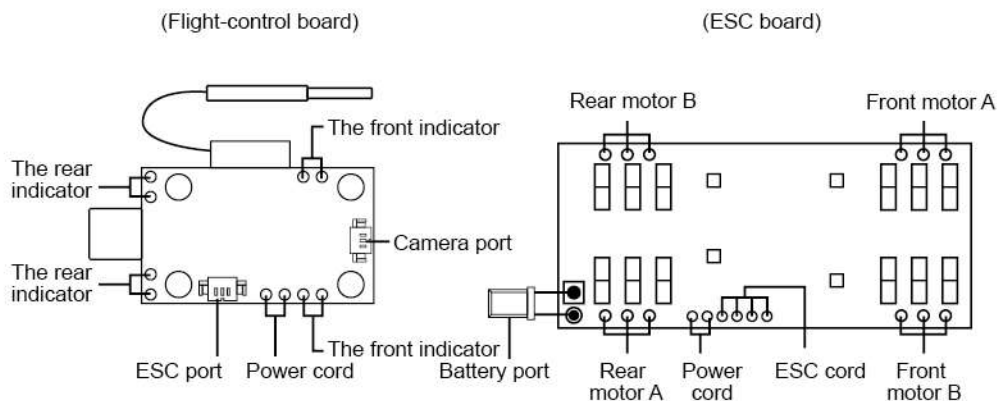 (Flight-control board)
(ESC board)
The front indicator
The rear
indicator
Camera port
The rear
indicator
The front indicator
ESC port
Power cord
Rear motor B
Front motor A
Battery port
Rear
motor A
Power
cord
ESC cord
Front
motor B